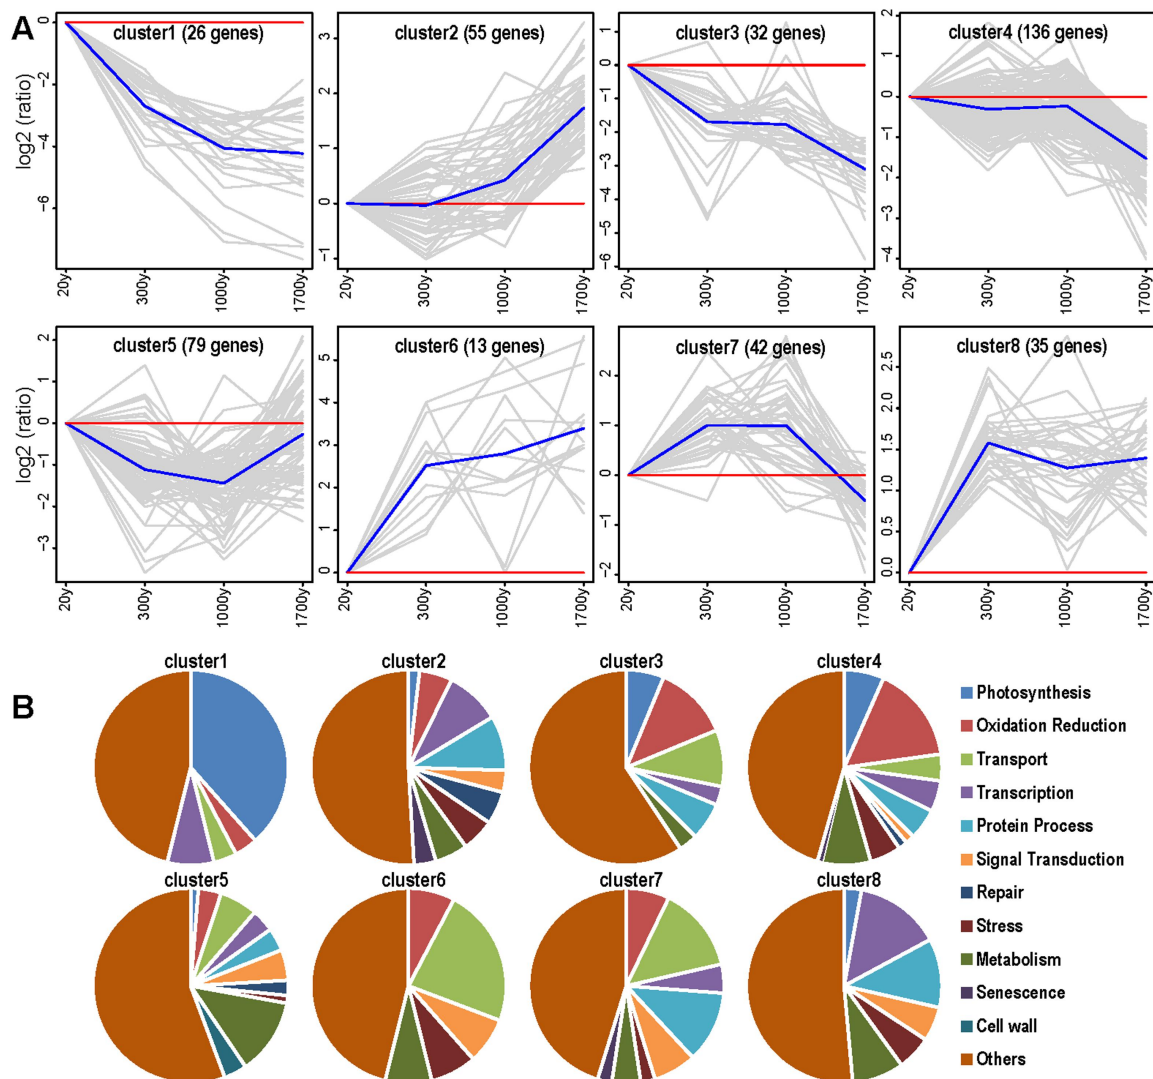 A
cluster1 (26 genes)
cluster2 (55 genes)
cluster3 (32 genes)
cluster4 (136 genes)
log2 (ratio)
0
-2
-4
-6
3
2
1
0
-1
1
0
-1
-2
-3
-4
-5
-6
2
1
0
-1
-2
-3
-4
20y 300y 1000y 1700y
20y 300y 1000y 1700y
20y 300y 1000y 1700y
20y 300y 1000y 1700y
cluster5 (79 genes)
cluster6 (13 genes)
cluster7 (42 genes)
cluster8 (35 genes)
log2 (ratio)
2
1
0
-1
-2
-3
5
4
3
2
1
0
2
1
0
-1
-2
2.5
2.0
1.5
1.0
0.5
0.0
20y 300y 1000y 1700y
20y 300y 1000y 1700y
20y 300y 1000y 1700y
20y 300y 1000y 1700y
B
cluster1
cluster2
cluster3
cluster4
cluster5
cluster6
cluster7
cluster8
Photosynthesis
Oxidation Reduction
Transport
Transcription
Protein Process
Signal Transduction
Repair
Stress
Metabolism
Senescence
Cell wall
Others